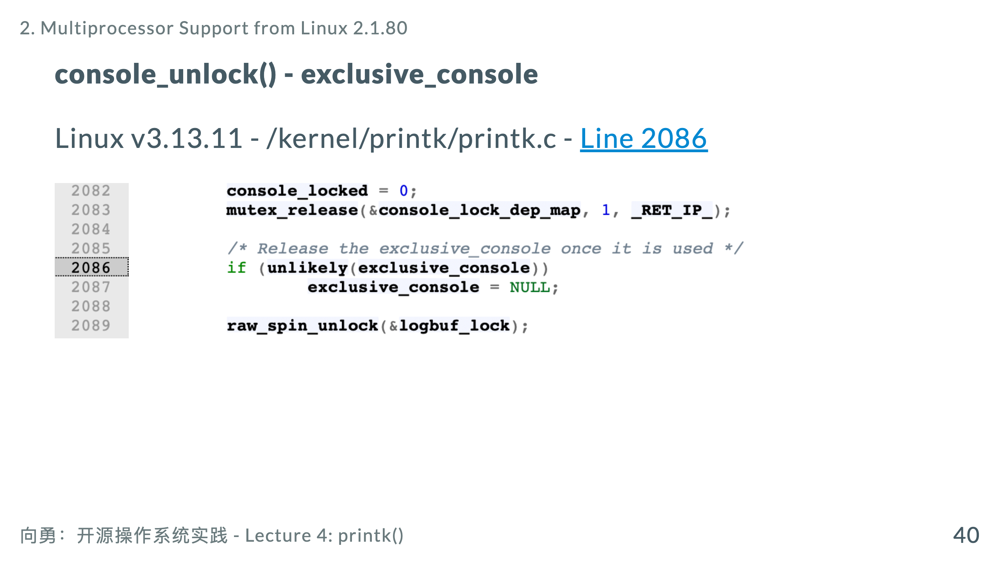 2. Multiprocessor Support from Linux 2.1.80
console_unlock() - exclusive_console
Linux v3.13.11 - /kernel/printk/printk.c - Line 2086
2082 console_locked = 0;
2083 mutex_release(&console_lock_dep_map, 1, _RET_IP_);
2084
2085 /* Release the exclusive_console once it is used */
2086 if (unlikely(exclusive_console))
2087 exclusive_console = NULL;
2088
2089 raw_spin_unlock(&logbuf_lock);
向勇：开源操作系统实践 - Lecture 4: printk()
40